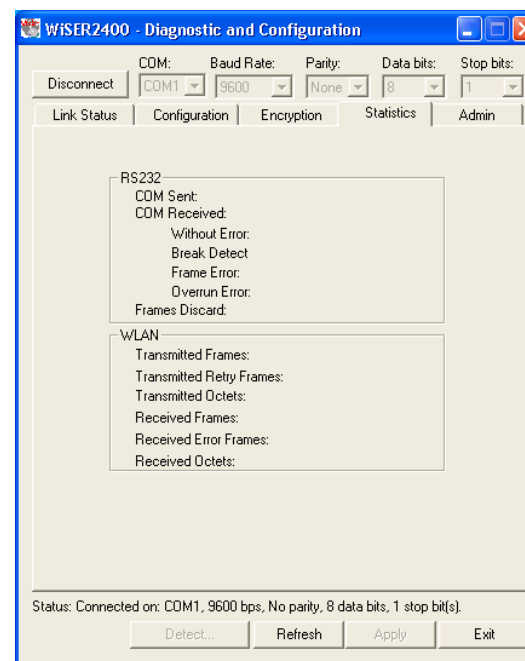 WiSER2400 - Diagnostic and Configuration
COM: Baud Rate: Parity: Data bits: Stop bits:
Disconnect COM1 9600 None 8 1
Link Status Configuration Encryption Statistics Admin
RS232
COM Sent:
COM Received:
Without Error:
Break Detect
Frame Error:
Overrun Error:
Frames Discard:
WLAN
Transmitted Frames:
Transmitted Retry Frames:
Transmitted Octets:
Received Frames:
Received Error Frames:
Received Octets:
Status: Connected on: COM1, 9600 bps, No parity, 8 data bits, 1 stop bit(s).
Detect... Refresh Apply Exit